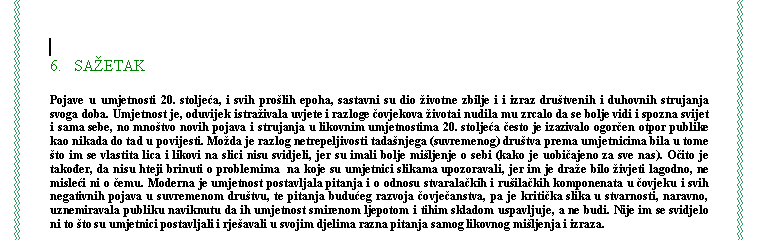 6. SAŽETAK
Pojave u umjetnosti 20. stoljeća, i svih prošlih epoha, sastavni su dio životne zbilje i i izraz društvenih i duhovnih strujanja
svoga doba. Umjetnost je, oduvijek istraživala uvjete i razloge čovjekova životai nudila mu zrcalo da se bolje vidi i spozna svijet
i sama sebe, no mnoštvo novih pojava i strujanja u likovnim umjetnostima 20. stoljeća često je izazivalo ogorčen otpor publike
kao nikada do tad u povijesti. Možda je razlog netrepeljivosti tadašnjega (suvremenog) društva prema umjetnicima bila u tome
što im se vlastita lica i likovi na slici nisu svidjeli, jer su imali bolje mišljenje o sebi (kako je uobičajeno za sve nas). Očito je
također, da nisu hteji brinuti o problemima na koje su umjetnici slikama upozoravali, jer im je draže bilo živjeti lagodno, ne
misleći ni o čemu. Moderna je umjetnost postavljala pitanja i o odnosu stvaralačkih i rušilačkih komponenata u čovjeku i svih
negativnih pojava u suvremenom društvu, te pitanja budućeg razvoja čovječanstva, pa je kritička slika u stvarnosti, naravno,
uznemiravala publiku naviknutu da ih umjetnost smirenom ljepotom i tihim skladom uspavljuje, a ne budi. Nije im se svidjelo
ni to što su umjetnici postavljali i rješavali u svojim djelima razna pitanja samog likovnog mišljenja i izraza.